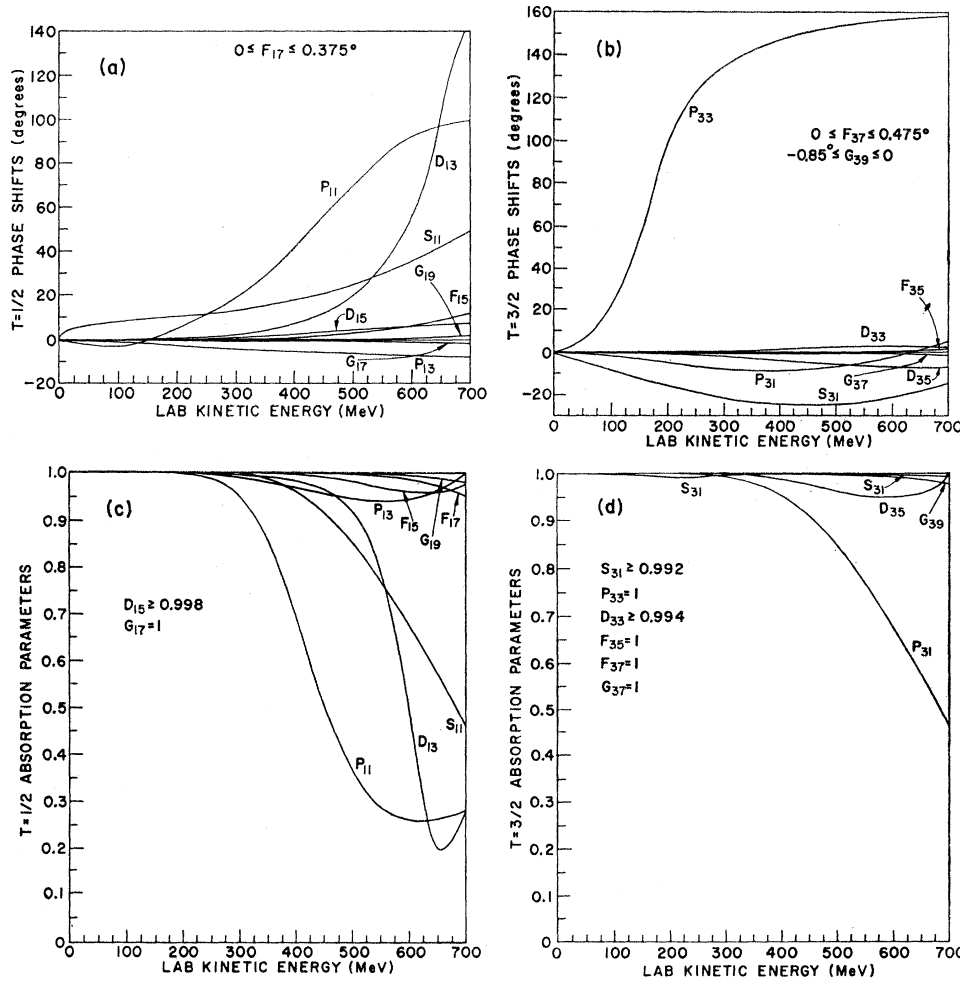 (a)
0 ≤ F17 ≤ 0.375°
T=1/2 PHASE SHIFTS (degrees)
140
120
100
80
60
40
20
0
-20
P11
D13
S11
G19
F15
D15
G17
P13
0 100 200 300 400 500 600 700
LAB KINETIC ENERGY (MeV)
(b)
T=3/2 PHASE SHIFTS (degrees)
160
140
120
100
80
60
40
20
0
-20
P33
0 ≤ F37 ≤ 0.475°
-0.85° ≤ G39 ≤ 0
F35
D33
P31
G37
D35
S31
0 100 200 300 400 500 600 700
LAB KINETIC ENERGY (MeV)
(c)
T=1/2 ABSORPTION PARAMETERS
1.0
0.9
0.8
0.7
0.6
0.5
0.4
0.3
0.2
0.1
0
P13
F15
G19
F17
D15 ≥ 0.998
G17=1
S11
D13
P11
0 100 200 300 400 500 600 700
LAB KINETIC ENERGY (MeV)
(d)
T=3/2 ABSORPTION PARAMETERS
1.0
0.9
0.8
0.7
0.6
0.5
0.4
0.3
0.2
0.1
0
S31
S31
D35
G39
S31 ≥ 0.992
P33=1
D33 ≥ 0.994
F35=1
F37=1
G37=1
P31
0 100 200 300 400 500 600 700
LAB KINETIC ENERGY (MeV)